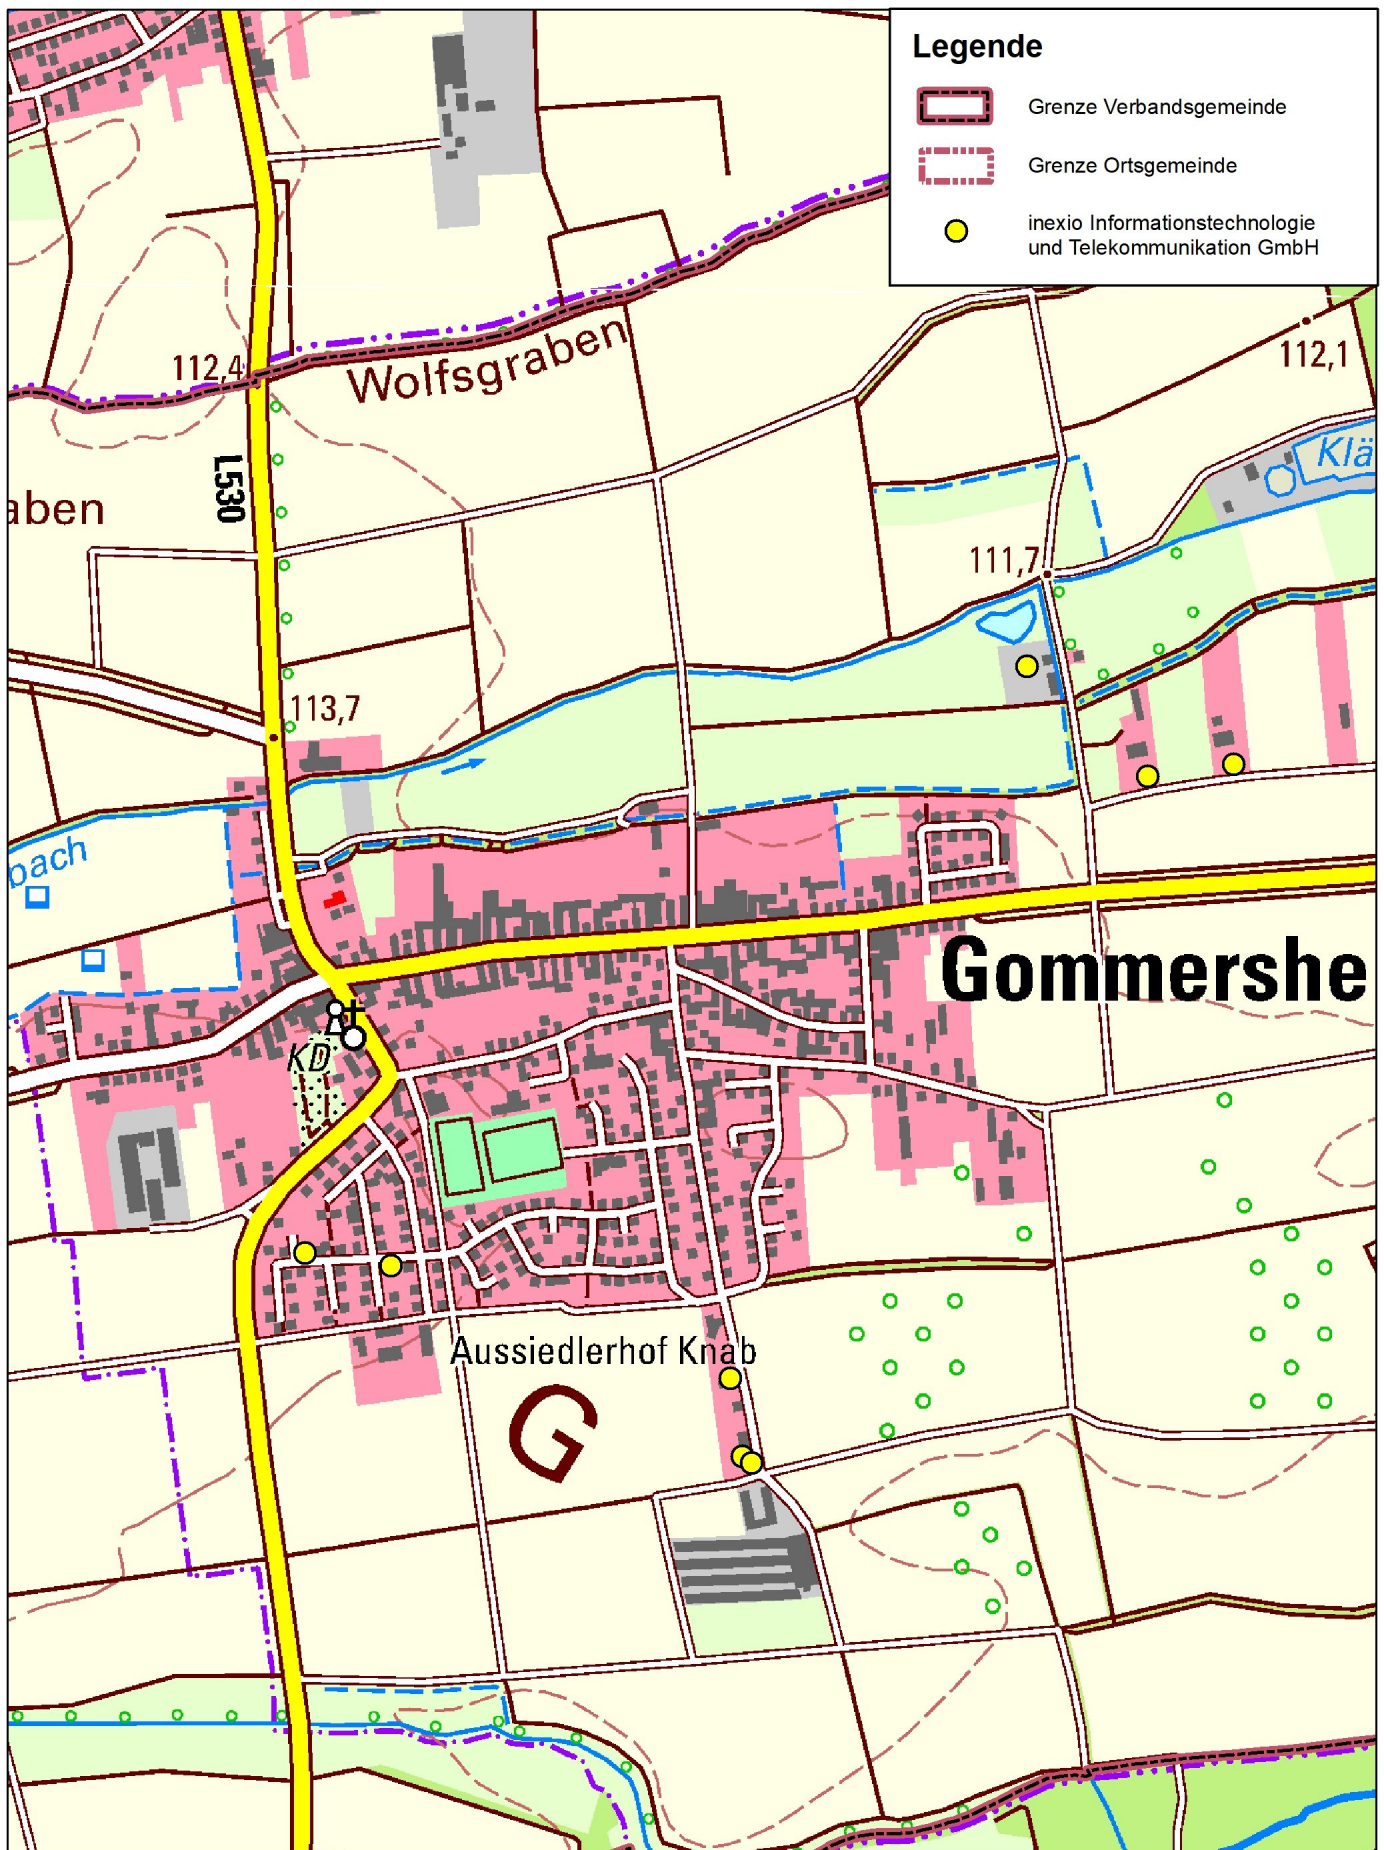 Legende
Grenze Verbandsgemeinde
Grenze Ortsgemeinde
inexio Informationstechnologie
und Telekommunikation GmbH
112,4
Wolfsgraben
112,1
L530
Klä
aben
111,7
113,7
bach
Gommershe
KD
Aussiedlerhof Knab
G